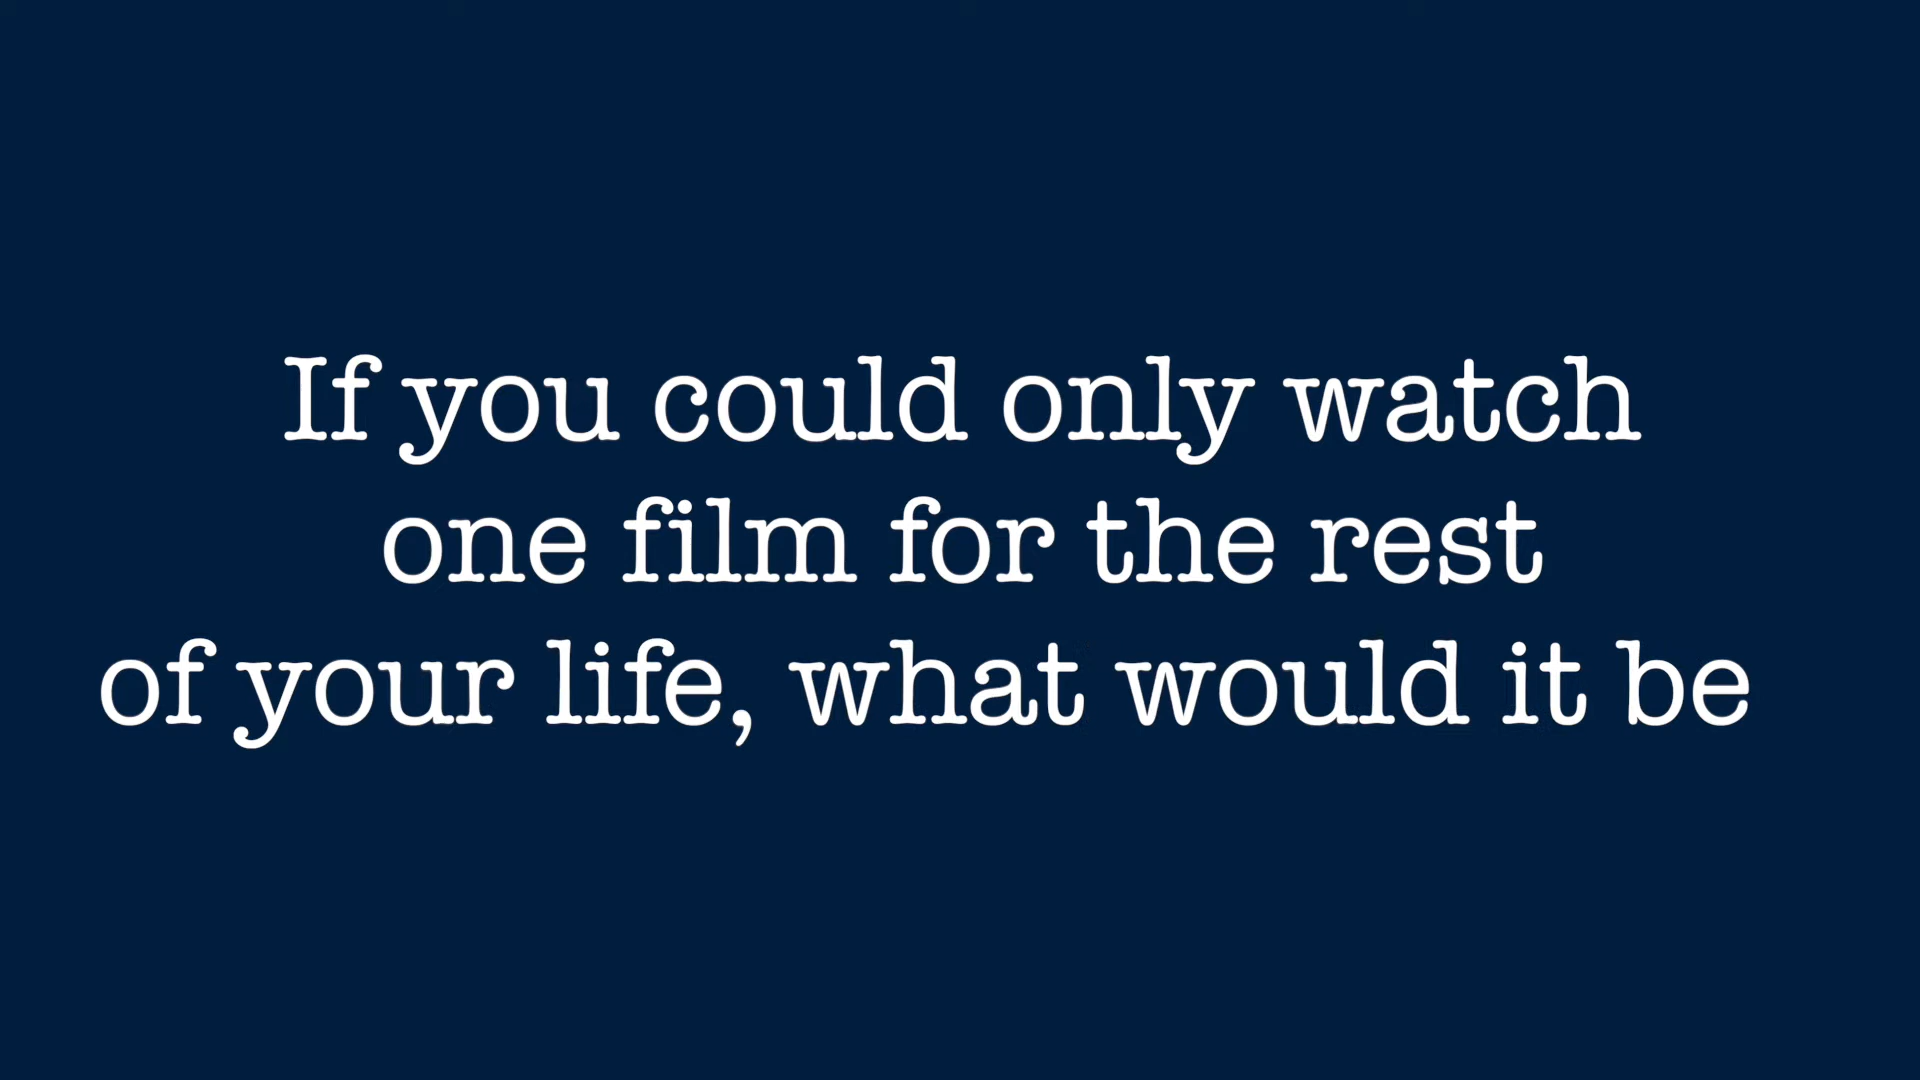 If you could only watch
one film for the rest
of your life, what would it be